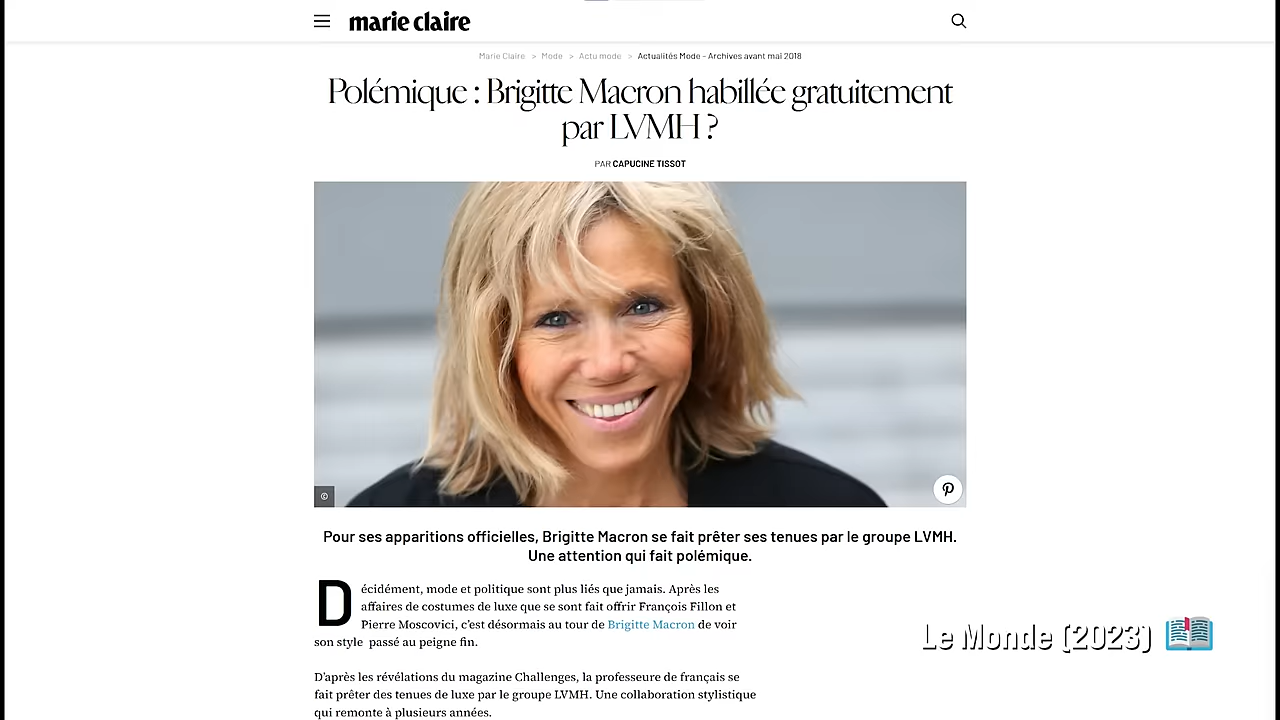 marie claire
Marie Claire > Mode > Actu mode > Actualités Mode - Archives avant mai 2018
Polémique : Brigitte Macron habillée gratuitement
par LVMH ?
PAR CAPUCINE TISSOT
©
Pour ses apparitions officielles, Brigitte Macron se fait prêter ses tenues par le groupe LVMH.
Une attention qui fait polémique.
Décidément, mode et politique sont plus liés que jamais. Après les
affaires de costumes de luxe que se sont fait offrir François Fillon et
Pierre Moscovici, c'est désormais au tour de Brigitte Macron de voir
son style passé au peigne fin.
Le Monde (2023)
D'après les révélations du magazine Challenges, la professeure de français se
fait prêter des tenues de luxe par le groupe LVMH. Une collaboration stylistique
qui remonte à plusieurs années.